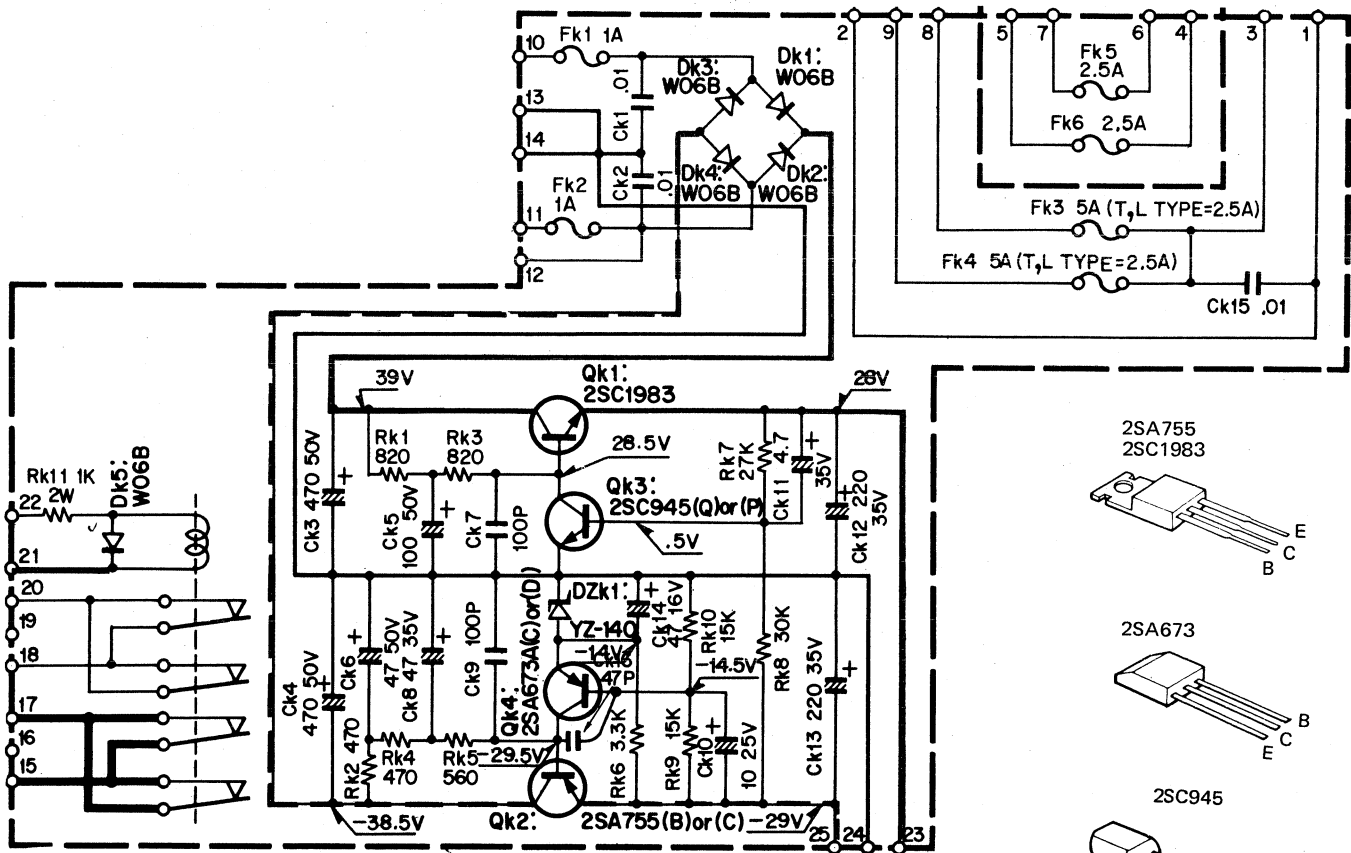 10
Fk1 1A
13
14
11
Fk2
1A
12
.01
Ck1
Ck2
.01
Dk3:
WO6B
Dk1:
WO6B
Dk4:
WO6B
Dk2:
WO6B
2
9
8
5
7
6
4
3
1
Fk5
2.5A
Fk6 2.5A
Fk3 5A (T,L TYPE=2.5A)
Fk4 5A (T,L TYPE=2.5A)
Ck15 .01
39V
Qk1:
2SC1983
28V
Rk1
820
Rk3
820
28.5V
Qk3:
2SC945(Q)or(P)
.5V
Rk7
27K
Ck11 4.7
35V
+
Ck12 220
35V
+
Ck3 470 50V
+
Ck5
100 50V
+
Ck7
100P
Rk11 1K
2W
Dk5:
WO6B
22
21
20
19
18
17
16
15
Ck4
470 50V
+
Ck6
47 50V
+
Ck8 47 35V
+
Ck9 100P
Qk4:
2SA673A(C)or(D)
DZk1:
YZ-140
-14V
Ck16
47P
Ck14
47 16V
+
Rk10
15K
-14.5V
Rk8 30K
Ck13 220 35V
+
Rk2 470
Rk4
470
Rk5
560
-29.5V
Rk6 3.3K
Rk9 15K
Ck10
10 25V
+
-38.5V
Qk2:
2SA755(B)or(C)
-29V
25
24
23
2SA755
2SC1983
E
C
B
2SA673
B
C
E
2SC945